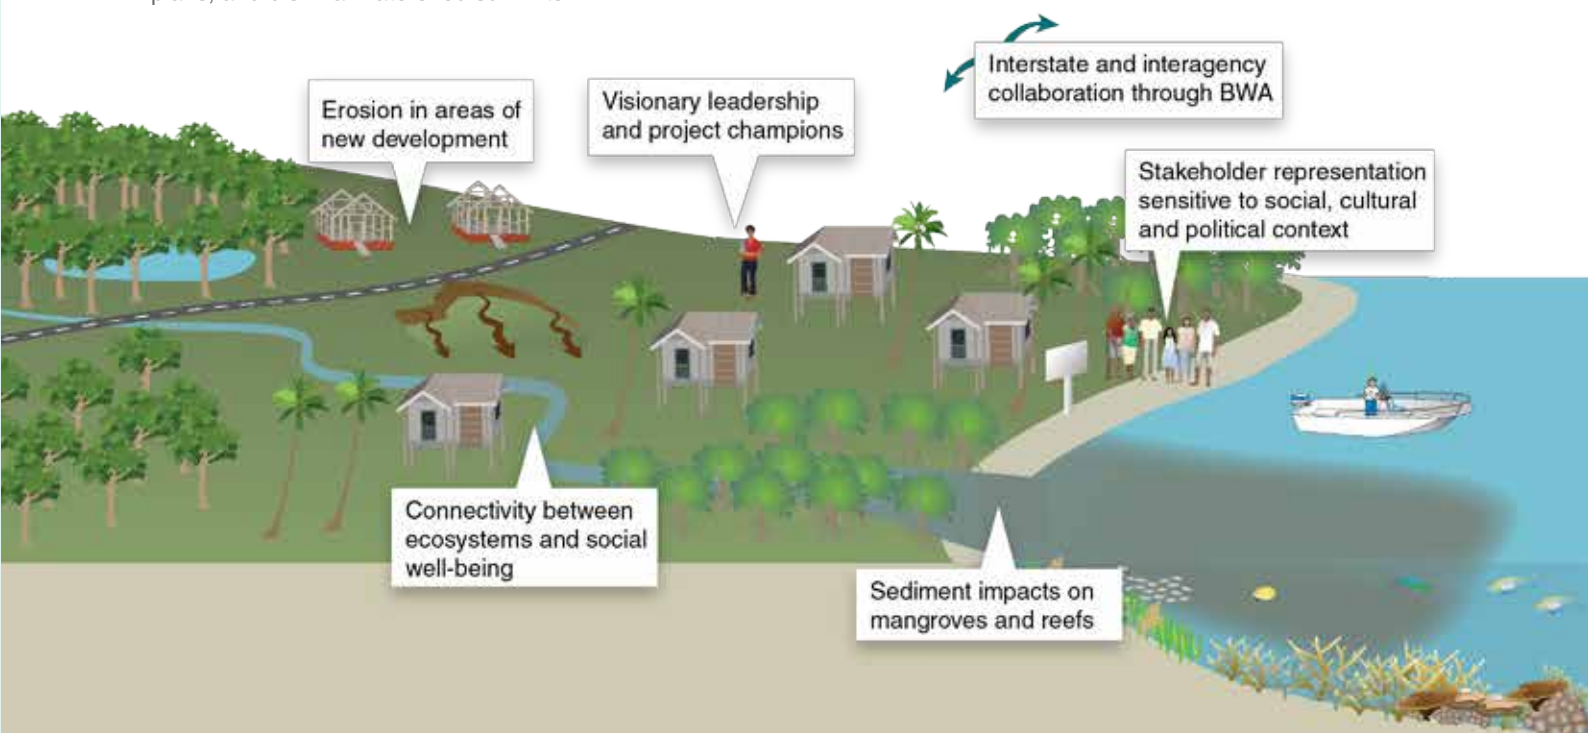 Interstate and interagency
collaboration through BWA
Erosion in areas of
new development
Visionary leadership
and project champions
Stakeholder representation
sensitive to social, cultural
and political context
Connectivity between
ecosystems and social
well-being
Sediment impacts on
mangroves and reefs